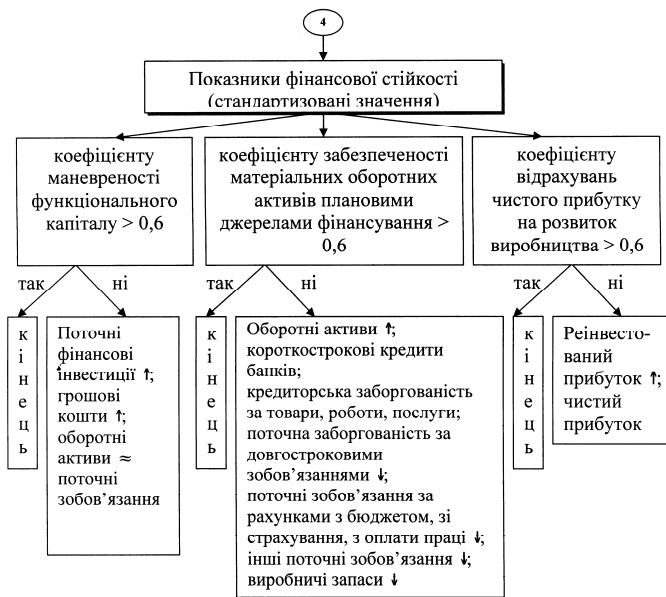 4
Показники фінансової стійкості
(стандартизовані значення)
коефіцієнту
маневреності
функціонального
капіталу > 0,6
коефіцієнту забезпеченості
матеріальних оборотних
активів плановими
джерелами фінансування >
0,6
коефіцієнту
відрахувань
чистого прибутку
на розвиток
виробництва > 0,6
так
ні
так
ні
так
ні
к
і
н
е
ц
ь
Поточні
фінансові
інвестиції ↑;
грошові
кошти ↑;
оборотні
активи ≈
поточні
зобов’язання
к
і
н
е
ц
ь
Оборотні активи ↑;
короткострокові кредити
банків;
кредиторська заборгованість
за товари, роботи, послуги;
поточна заборгованість за
довгостроковими
зобов’язаннями ↓;
поточні зобов’язання за
рахунками з бюджетом, зі
страхування, з оплати праці ↓;
інші поточні зобов’язання ↓;
виробничі запаси ↓
к
і
н
е
ц
ь
Реінвесто-
ваний
прибуток ↑;
чистий
прибуток